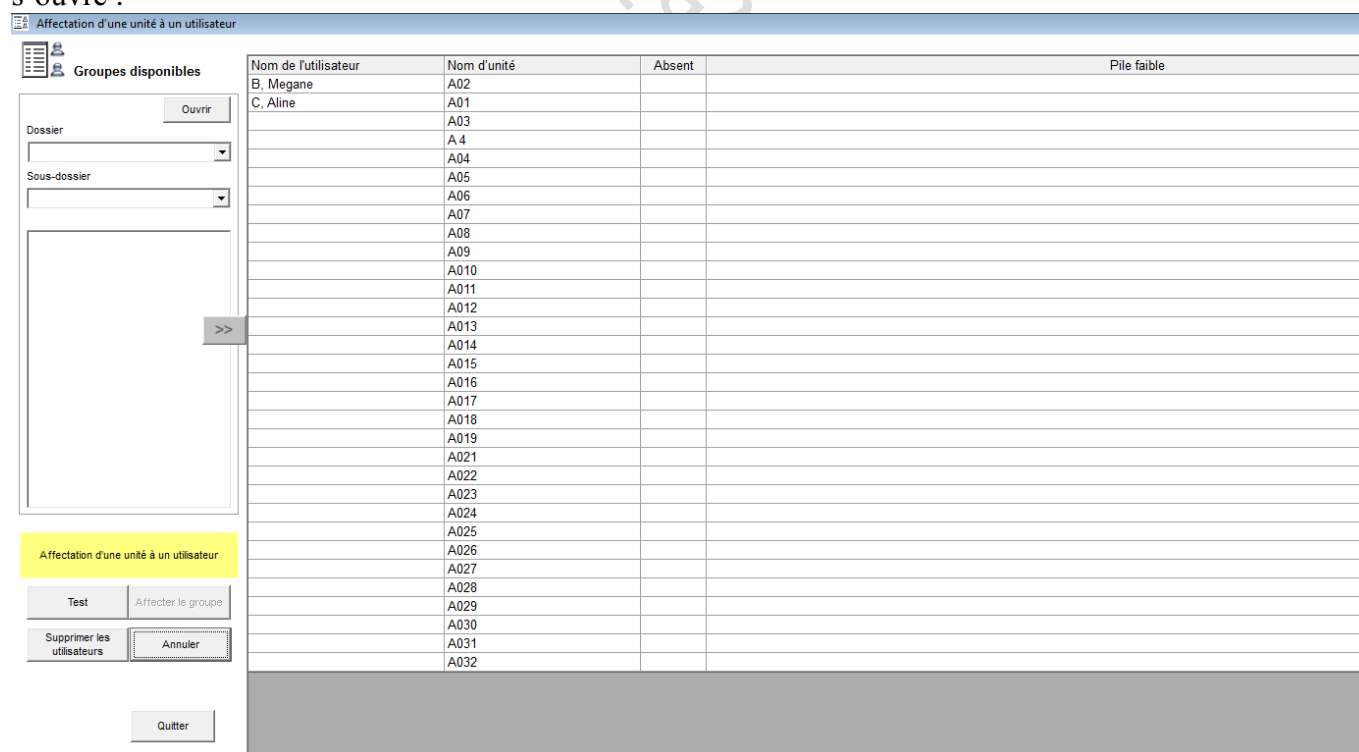 s'ouvre :
Affectation d'une unité à un utilisateur
Groupes disponibles
Ouvrir
Dossier
Sous-dossier
>>
Affectation d'une unité à un utilisateur
Test
Affecter le groupe
Supprimer les
utilisateurs
Annuler
Quitter
Nom de l'utilisateur Nom d'unité Absent Pile faible
B, Megane A02
C, Aline A01
A03
A 4
A04
A05
A06
A07
A08
A09
A010
A011
A012
A013
A014
A015
A016
A017
A018
A019
A021
A022
A023
A024
A025
A026
A027
A028
A029
A030
A031
A032